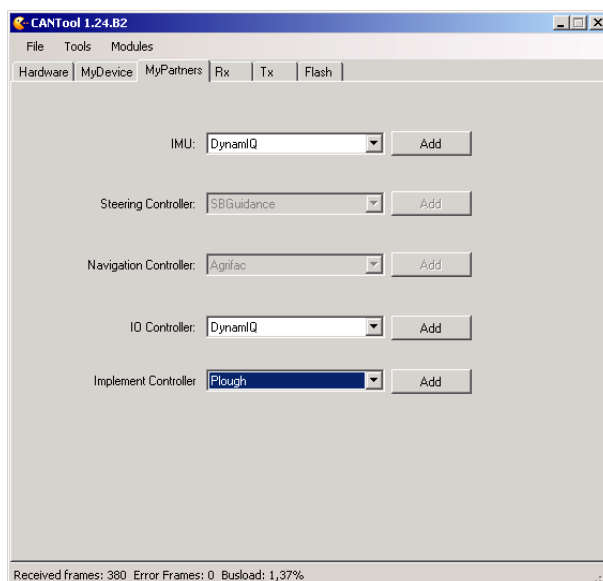 CANTool 1.24.B2
File Tools Modules
Hardware MyDevice MyPartners Rx Tx Flash
IMU: DynamIQ Add
Steering Controller: SBGuidance Add
Navigation Controller: Agrifac Add
IO Controller: DynamIQ Add
Implement Controller Plough Add
Received frames: 380 Error Frames: 0 Busload: 1,37%